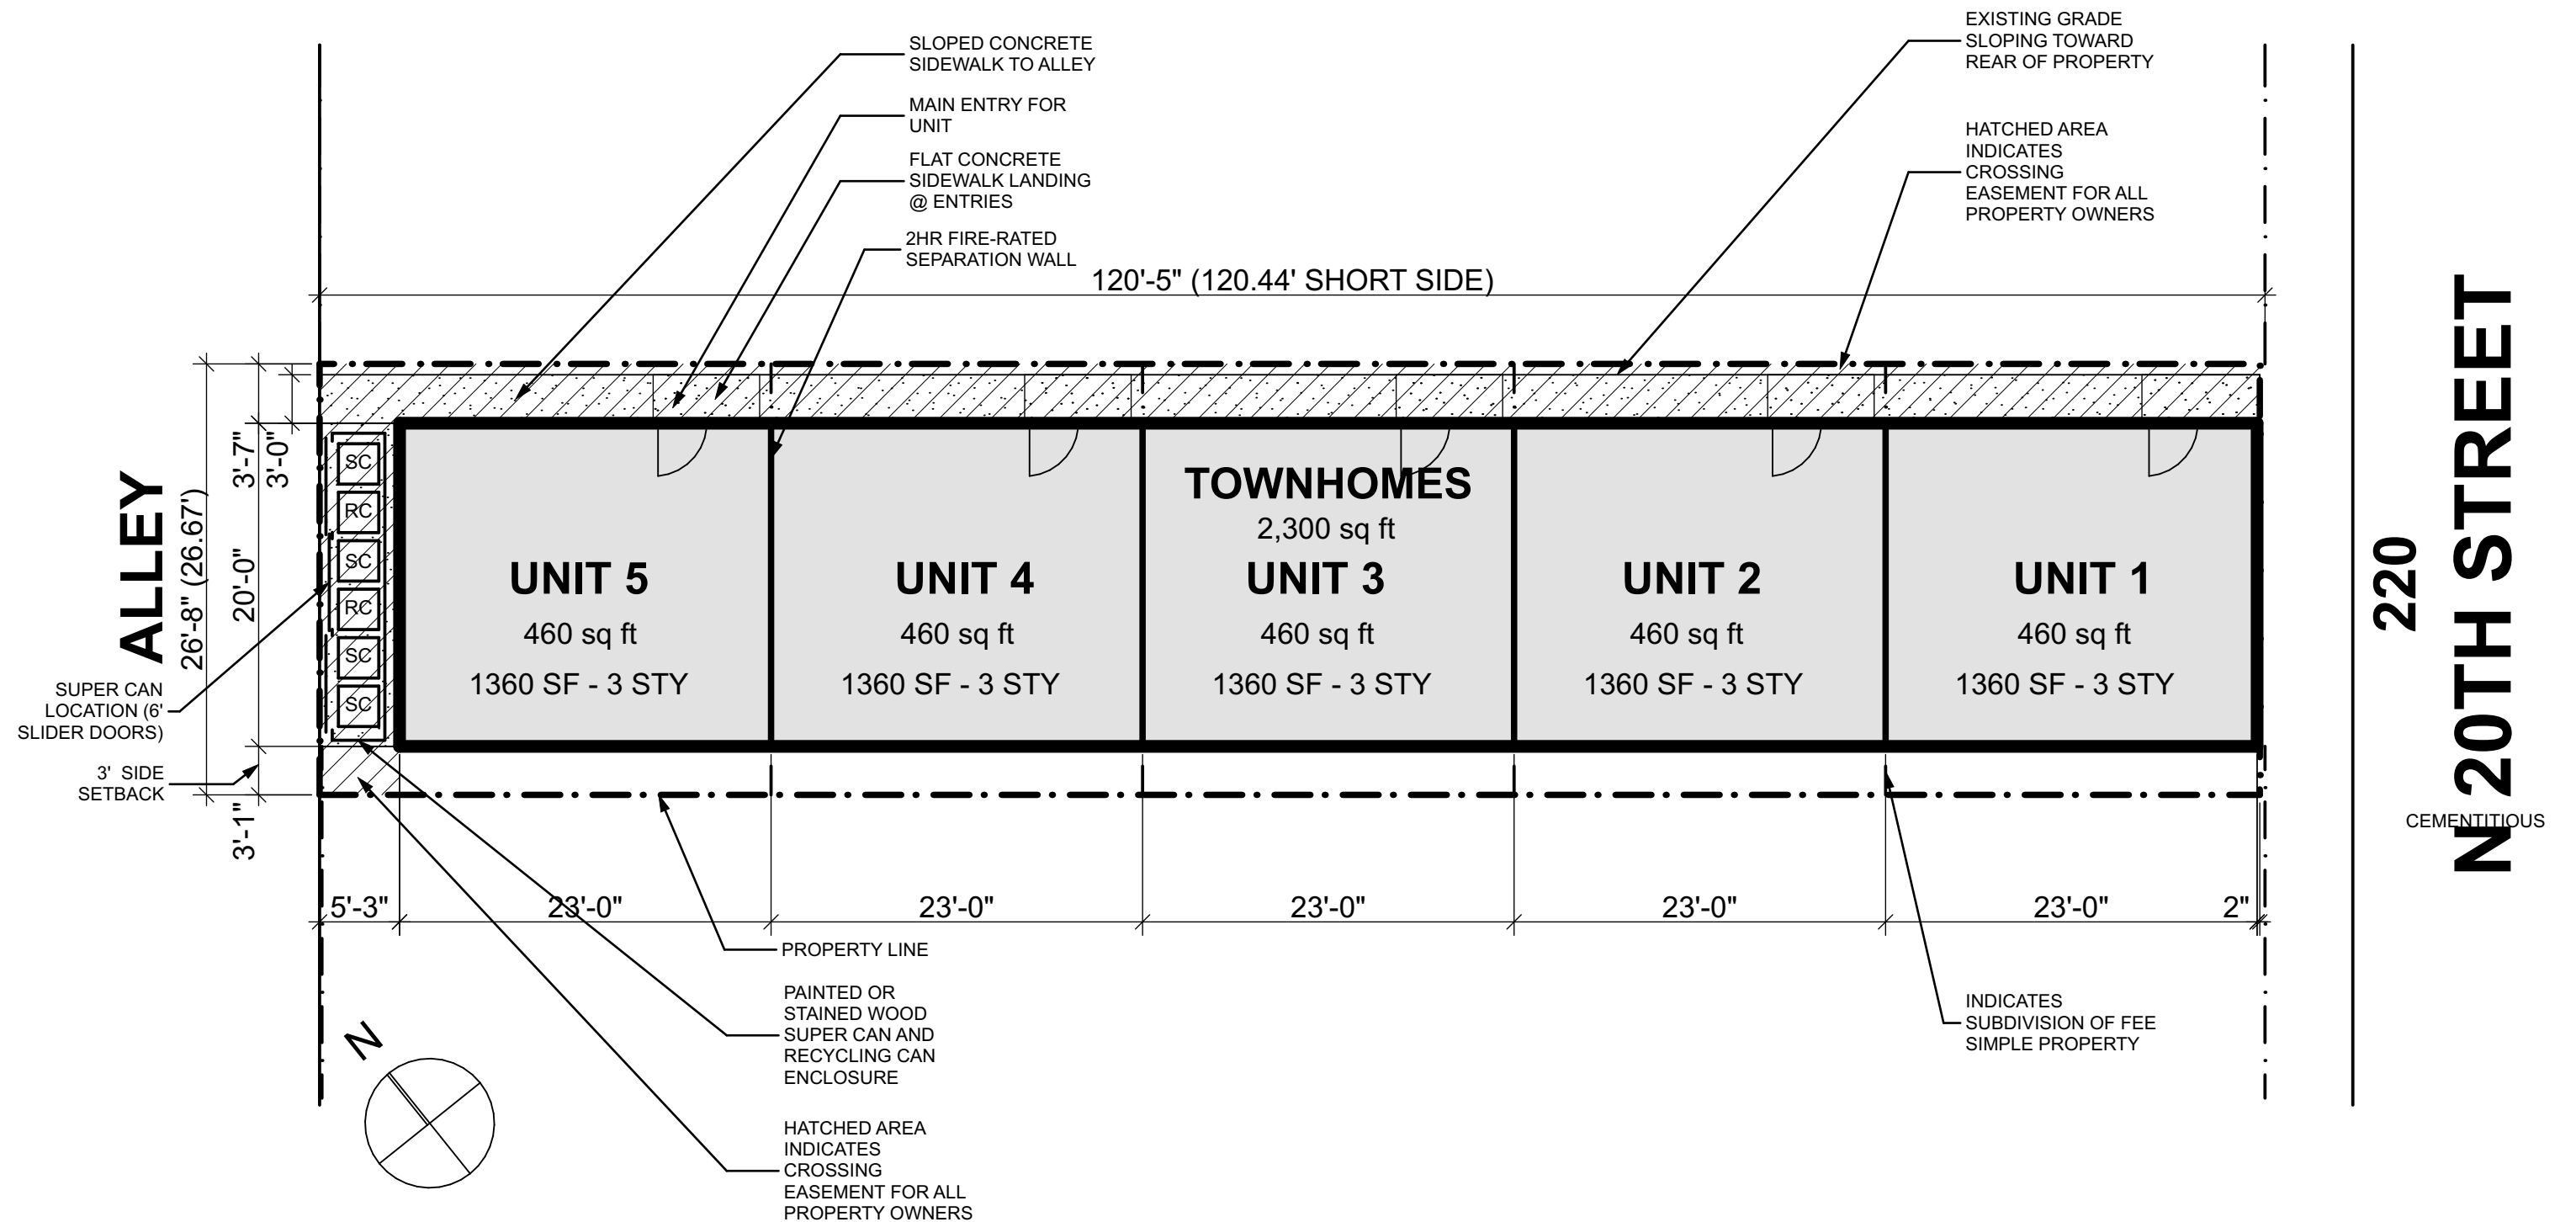 SLOPED CONCRETE
SIDEWALK TO ALLEY
MAIN ENTRY FOR
UNIT
FLAT CONCRETE
SIDEWALK LANDING
@ ENTRIES
2HR FIRE-RATED
SEPARATION WALL
EXISTING GRADE
SLOPING TOWARD
REAR OF PROPERTY
HATCHED AREA
INDICATES
CROSSING
EASEMENT FOR ALL
PROPERTY OWNERS
120'-5" (120.44' SHORT SIDE)
ALLEY
26'-8" (26.67')
3'-7"
3'-0"
20'-0"
3'-1"
SC
RC
SC
RC
SC
SC
SUPER CAN
LOCATION (6'
SLIDER DOORS)
3' SIDE
SETBACK
TOWNHOMES
2,300 sq ft
UNIT 5
460 sq ft
1360 SF - 3 STY
UNIT 4
460 sq ft
1360 SF - 3 STY
UNIT 3
460 sq ft
1360 SF - 3 STY
UNIT 2
460 sq ft
1360 SF - 3 STY
UNIT 1
460 sq ft
1360 SF - 3 STY
220
N 20TH STREET
CEMENTITIOUS
5'-3"
23'-0"
23'-0"
23'-0"
23'-0"
23'-0"
2"
PROPERTY LINE
PAINTED OR
STAINED WOOD
SUPER CAN AND
RECYCLING CAN
ENCLOSURE
HATCHED AREA
INDICATES
CROSSING
EASEMENT FOR ALL
PROPERTY OWNERS
INDICATES
SUBDIVISION OF FEE
SIMPLE PROPERTY
N